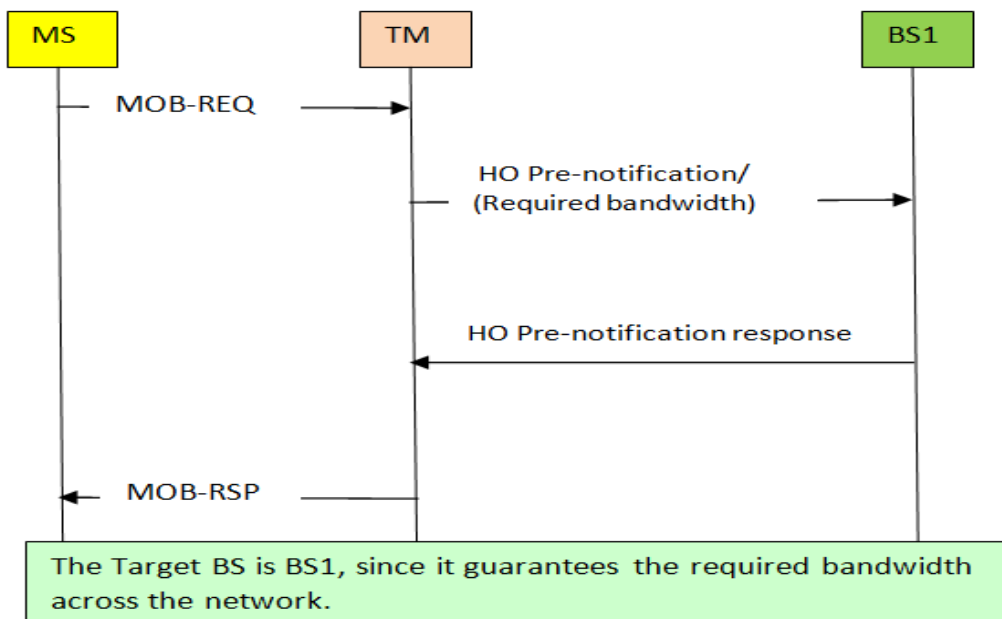 MS
TM
BS1
MOB-REQ
HO Pre-notification/
(Required bandwidth)
HO Pre-notification response
MOB-RSP
The Target BS is BS1, since it guarantees the required bandwidth
across the network.